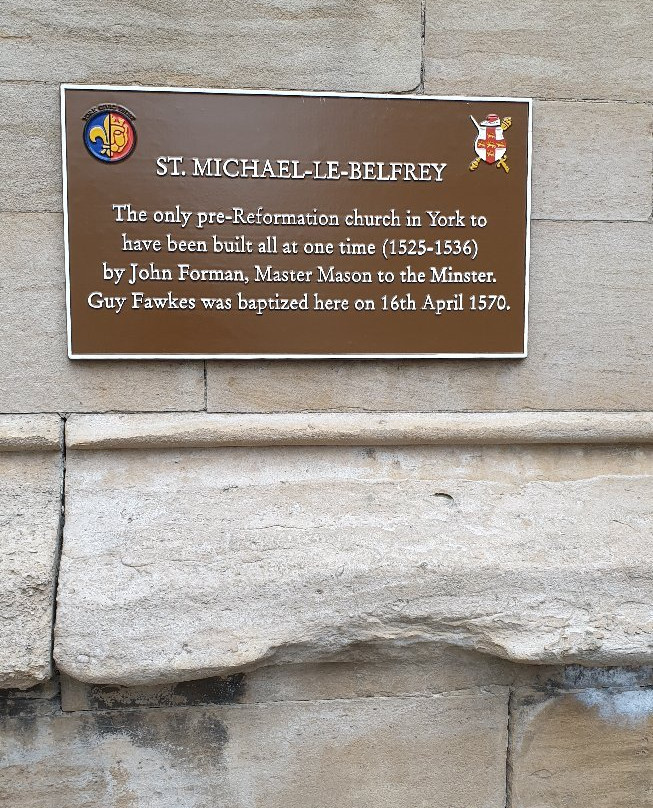 ST. MICHAEL-LE-BELFREY
The only pre-Reformation church in York to
have been built all at one time (1525-1536)
by John Forman, Master Mason to the Minster.
Guy Fawkes was baptized here on 16th April 1570.